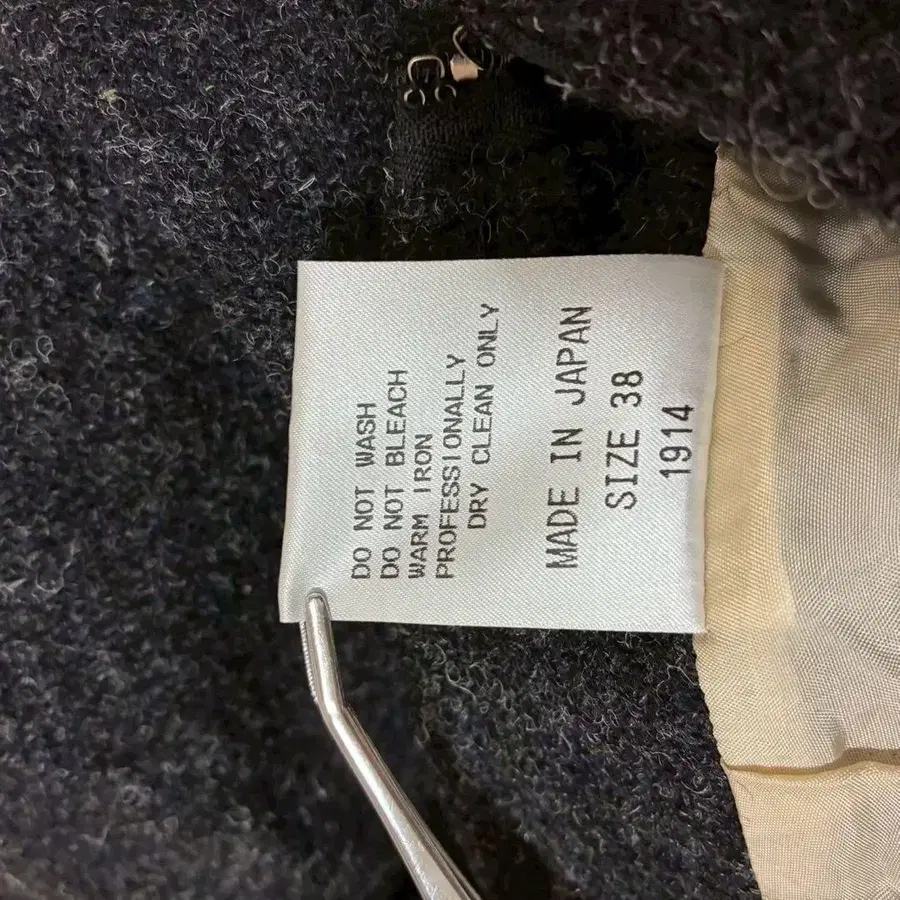 DO NOT WASH
DO NOT BLEACH
WARM IRON
PROFESSIONALLY
DRY CLEAN ONLY
MADE IN JAPAN
SIZE 38
1914